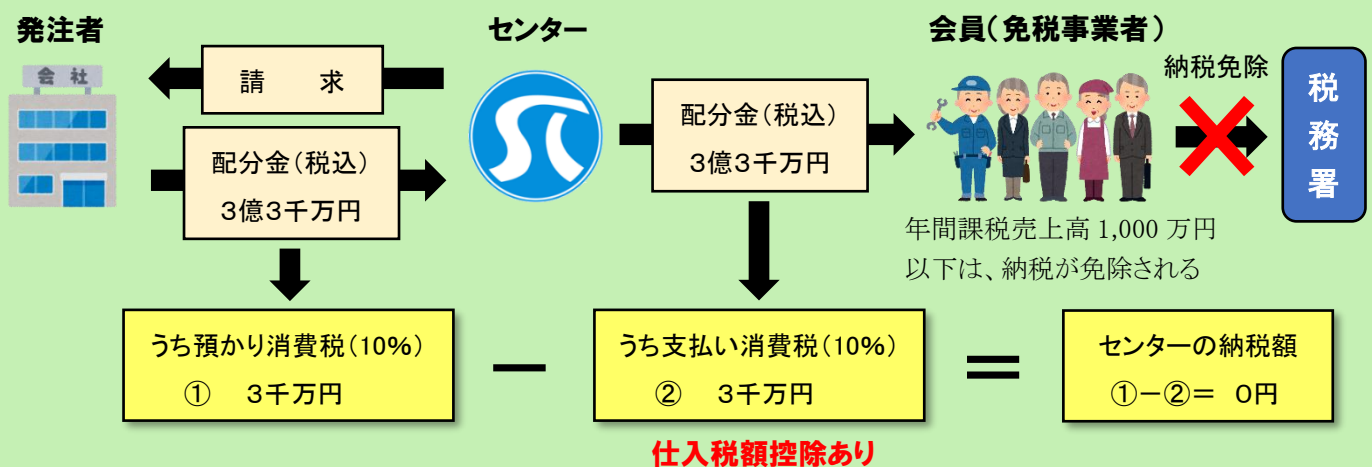 発注者
センター
会員(免税事業者)
会社
請　求
配分金(税込)
3億3千万円
配分金(税込)
3億3千万円
納税免除
税務署
年間課税売上高 1,000 万円
以下は、納税が免除される
うち預かり消費税(10%)
①　3千万円
－
うち支払い消費税(10%)
②　3千万円
＝
センターの納税額
①－②＝ 0円
仕入税額控除あり